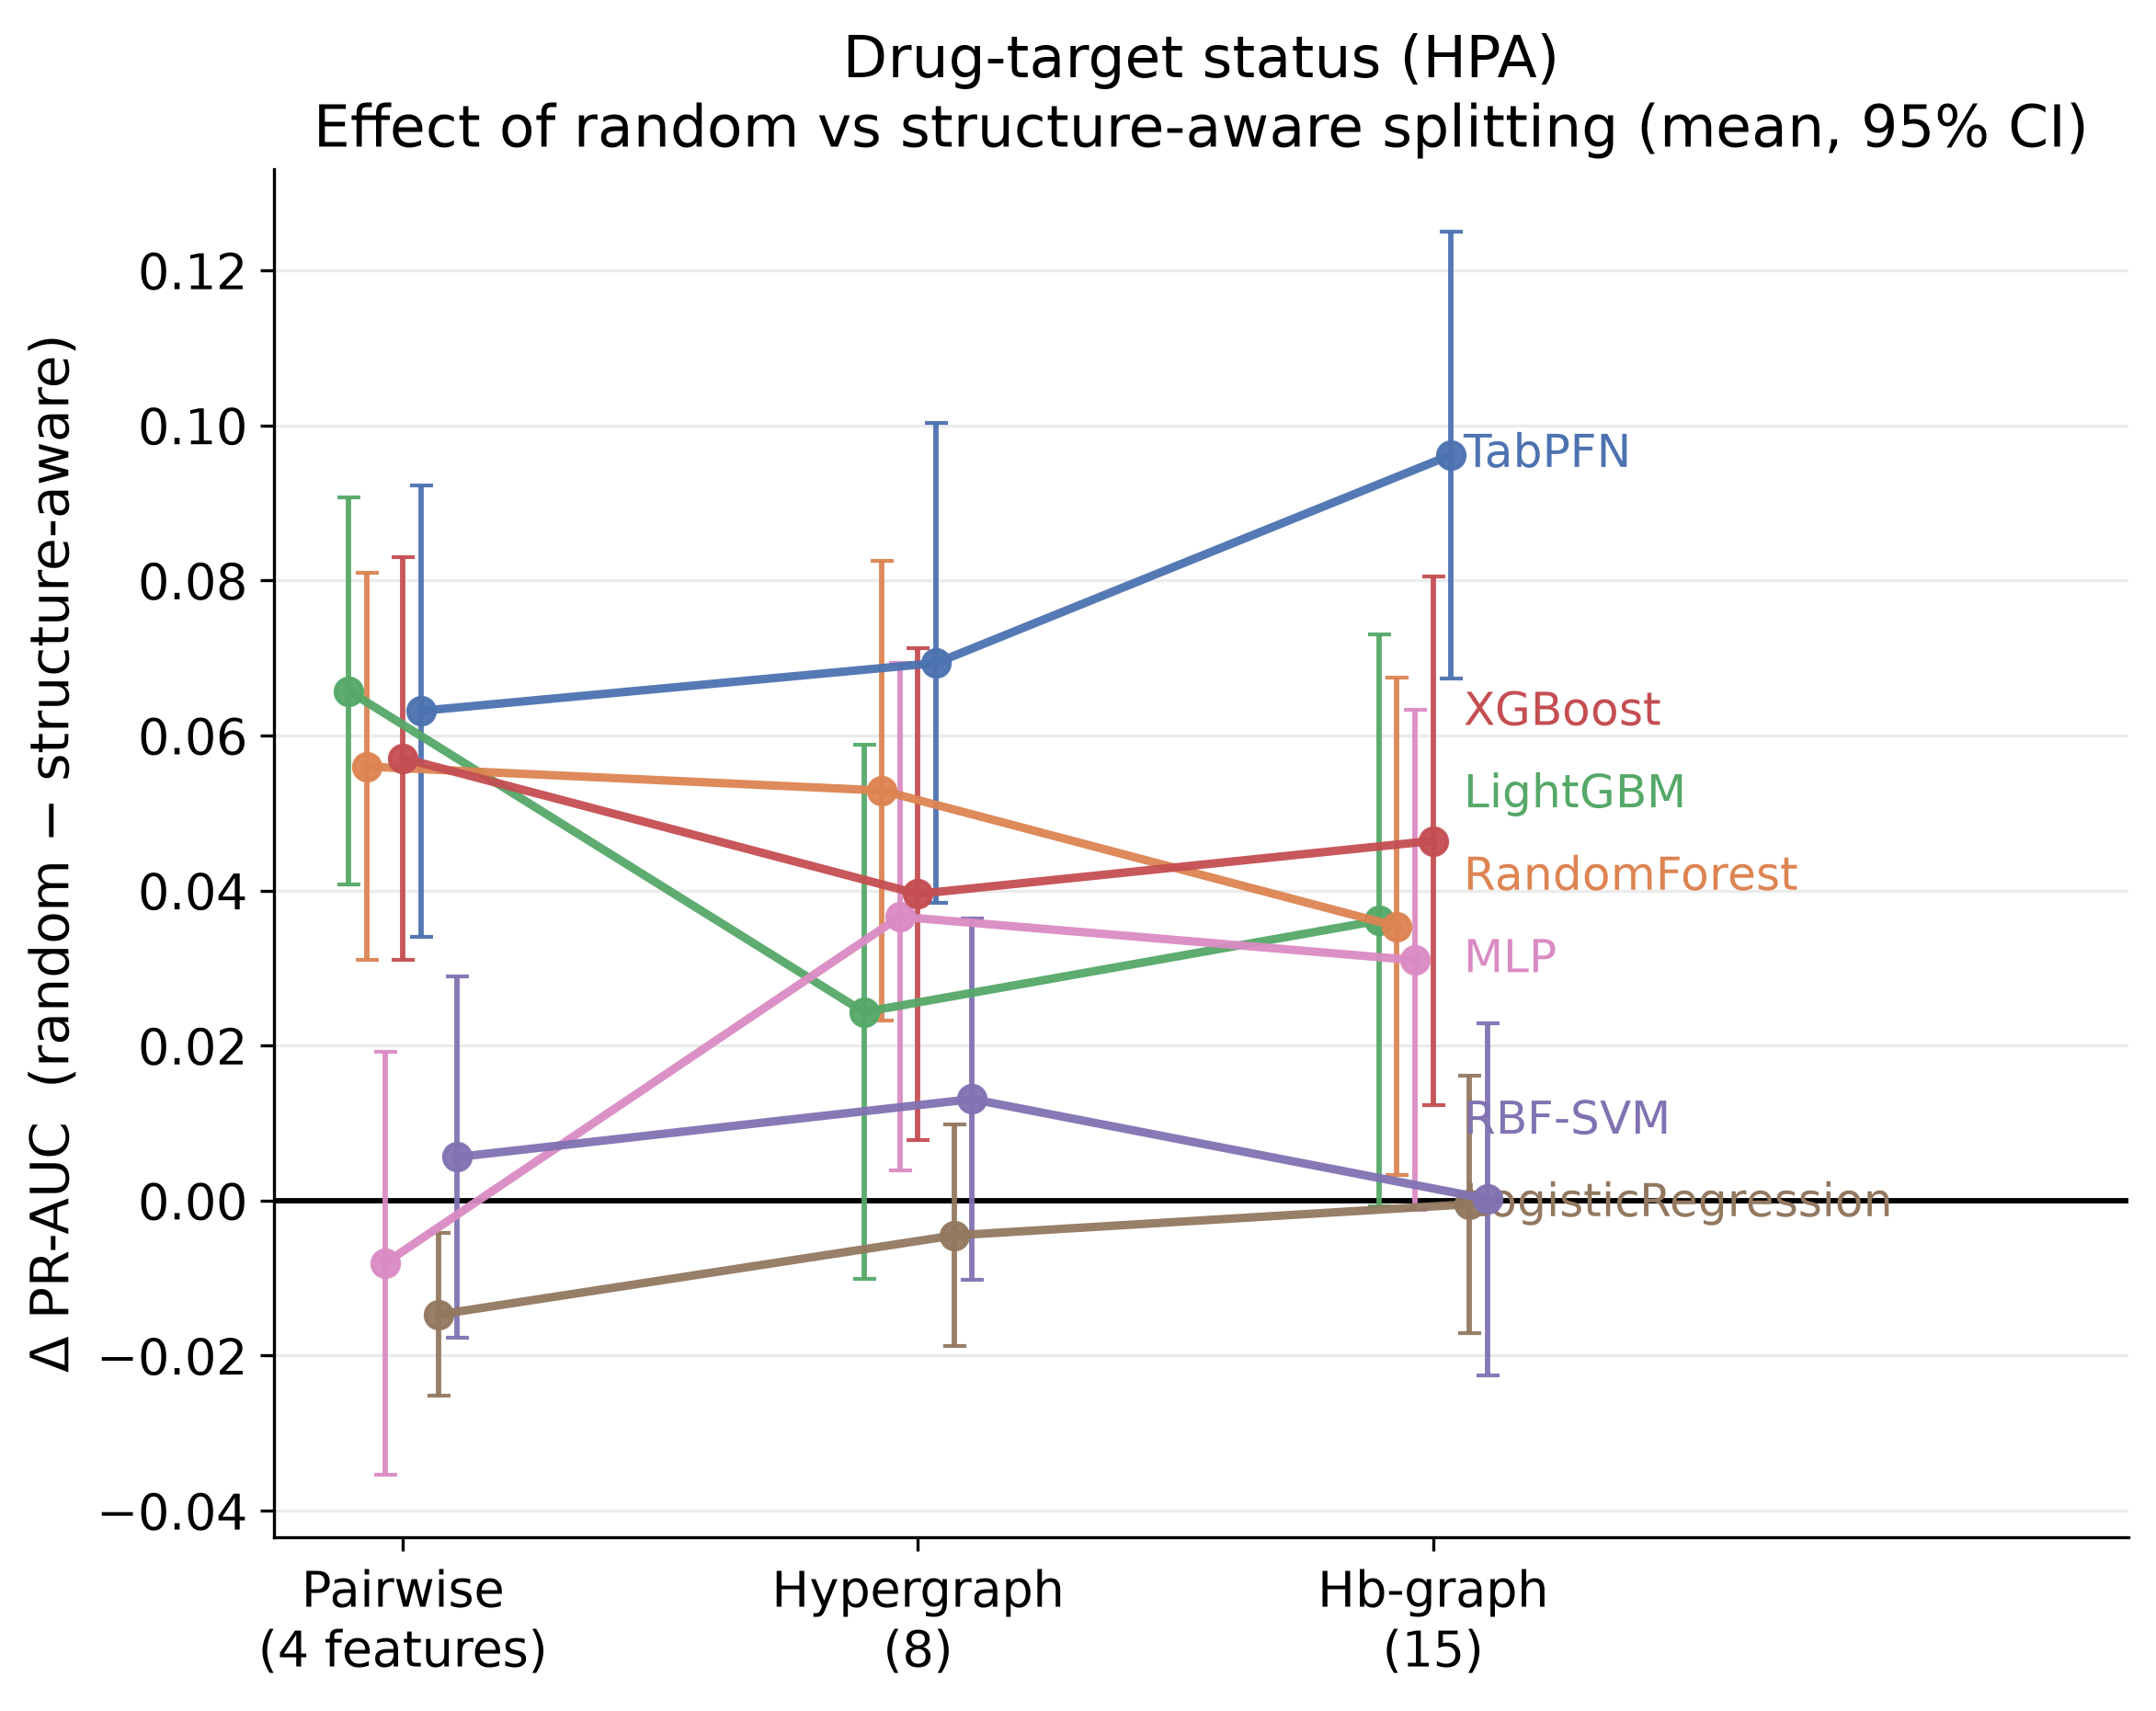 Drug-target status (HPA)
Effect of random vs structure-aware splitting (mean, 95% CI)
Δ PR-AUC (random − structure-aware)
0.12
0.10
0.08
0.06
0.04
0.02
0.00
−0.02
−0.04
TabPFN
XGBoost
LightGBM
RandomForest
MLP
RBF-SVM
LogisticRegression
Pairwise
(4 features)
Hypergraph
(8)
Hb-graph
(15)